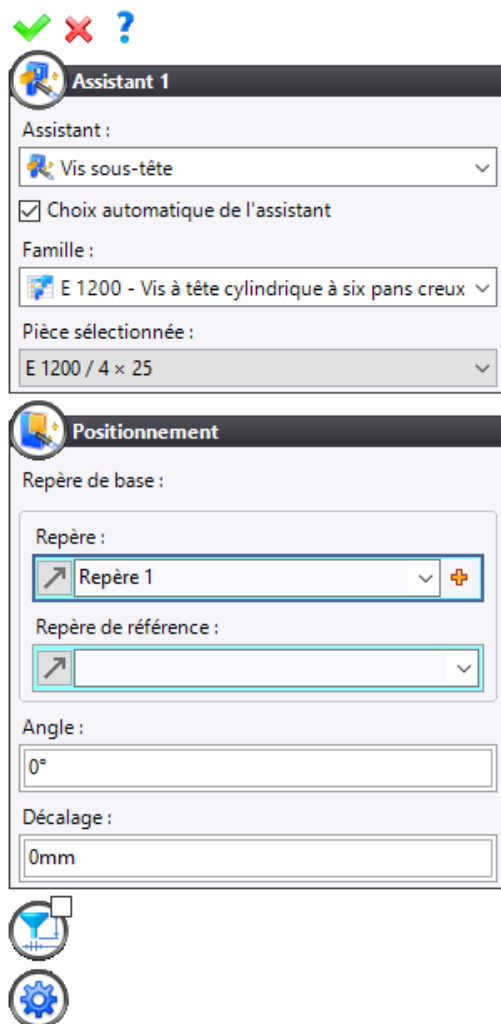 ?
Assistant 1
Assistant :
Vis sous-tête
Choix automatique de l'assistant
Famille :
E 1200 - Vis à tête cylindrique à six pans creux
Pièce sélectionnée :
E 1200 / 4 × 25
Positionnement
Repère de base :
Repère :
Repère 1
Repère de référence :
Angle :
0°
Décalage :
0mm